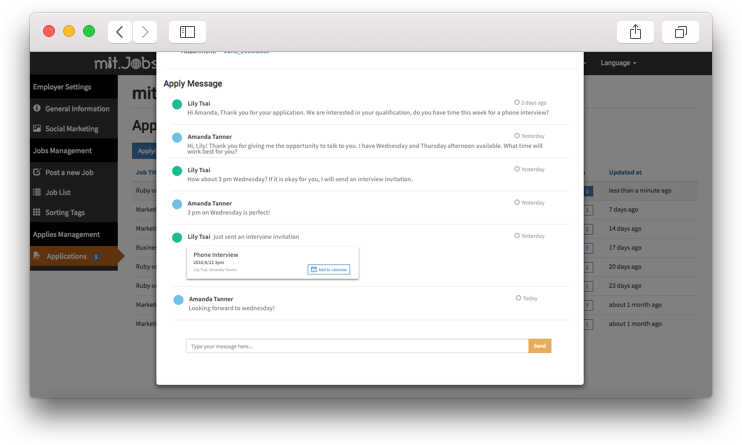 mit.Jobs
Language
Employer Settings
General Information
Social Marketing
Jobs Management
Post a new Job
Job List
Sorting Tags
Applies Management
Applications 1
mit
App
Applyi
Job Titl
Ruby o
Market
Market
Busine
Ruby o
Ruby o
Market
Market
Updated at
less than a minute ago
7 days ago
14 days ago
17 days ago
20 days ago
23 days ago
about 1 month ago
about 1 month ago
Apply Message
Lily Tsai
2 days ago
Hi Amanda, Thank you for your application. We are interested in your qualification, do you have time this week for a phone interview?
Amanda Tanner
Yesterday
Hi, Lily! Thank you for giving me the opportunity to talk to you. I have Wednesday and Thursday afternoon available. What time will
work best for you?
Lily Tsai
Yesterday
How about 3 pm Wednesday? If it is okay for you, I will send an interview invitation.
Amanda Tanner
Yesterday
3 pm on Wednesday is perfect!
Lily Tsai just sent an interview invitation
Yesterday
Phone Interview
2016/6/22 3pm
Lily Tsai, Amanda Tanner
Add to calendar
Amanda Tanner
Today
Looking forward to wednesday!
Type your message here...
Send